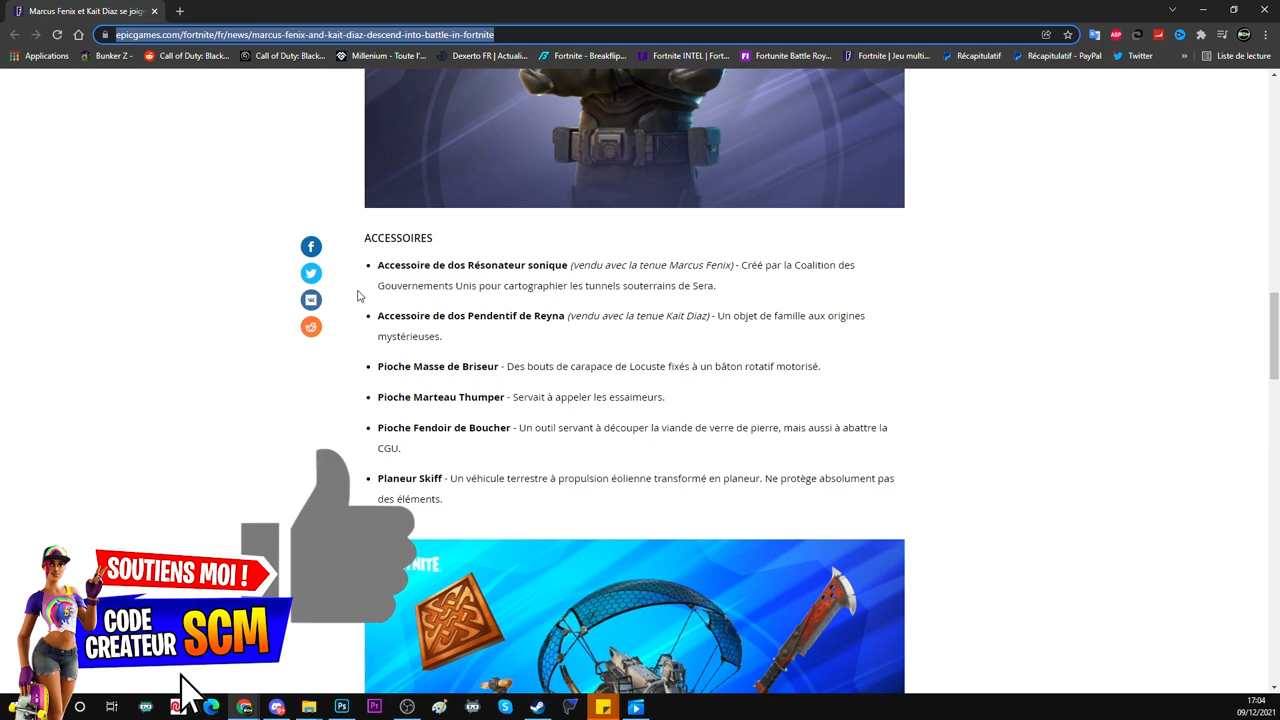 Marcus Fenix et Kait Diaz se joig
epicgames.com/fortnite/fr/news/marcus-fenix-and-kait-diaz-descend-into-battle-in-fortnite
Applications
Bunker Z -
Call of Duty: Black...
Call of Duty: Black...
Millenium - Toute l'...
Dexerto FR | Actuali...
Fortnite - Breakflip...
Fortnite INTEL | Fort...
Fortunite Battle Roy...
Fortnite | Jeu multi...
Récapitulatif
Récapitulatif - PayPal
Twitter
»
Liste de lecture
ACCESSOIRES
• Accessoire de dos Résonateur sonique (vendu avec la tenue Marcus Fenix) - Créé par la Coalition des
Gouvernements Unis pour cartographier les tunnels souterrains de Sera.
• Accessoire de dos Pendentif de Reyna (vendu avec la tenue Kait Diaz) - Un objet de famille aux origines
mystérieuses.
• Pioche Masse de Briseur - Des bouts de carapace de Locuste fixés à un bâton rotatif motorisé.
• Pioche Marteau Thumper - Servait à appeler les essaimeurs.
• Pioche Fendoir de Boucher - Un outil servant à découper la viande de verre de pierre, mais aussi à abattre la
CGU.
• Planeur Skiff - Un véhicule terrestre à propulsion éolienne transformé en planeur. Ne protège absolument pas
des éléments.
NITE
SOUTIENS MOI !
CODE
CREATEUR SCM
17:04
09/12/2021